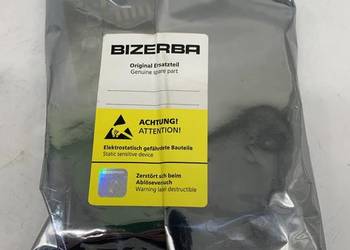 BIZERBA
Original Ersatzteil
Genuine spare part
ACHTUNG!
ATTENTION!
Elektrostatisch gefährdete Bauteile
Static sensitive device
Zerstört sich beim
Ablöseversuch
Warning label destructible